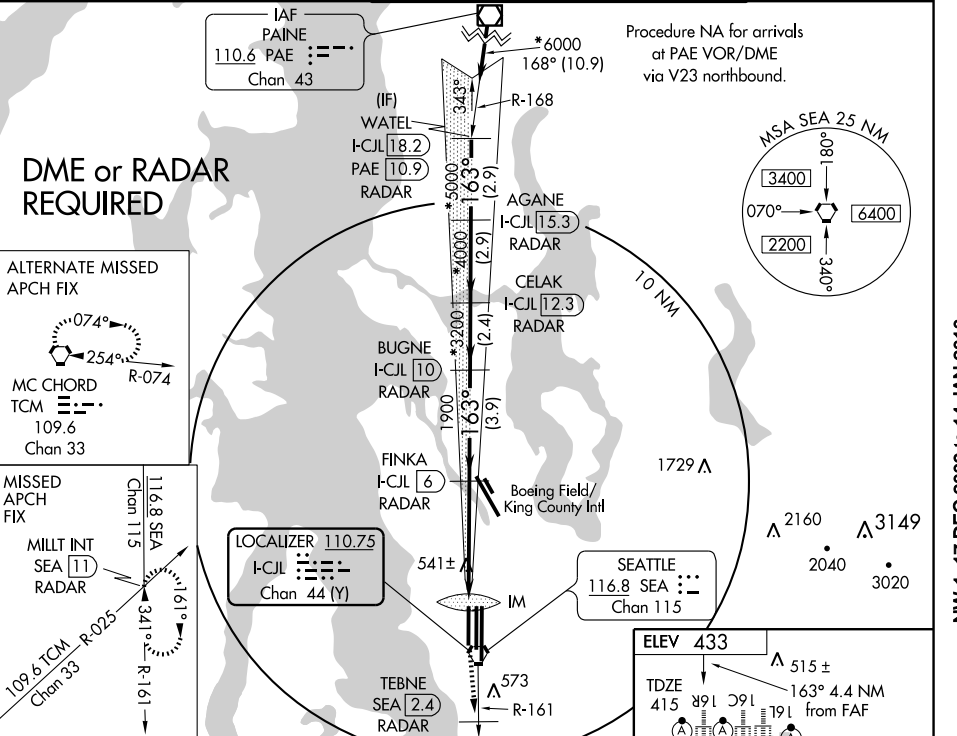 IAF
PAINE
110.6 PAE
Chan 43
*6000
168° (10.9)
Procedure NA for arrivals
at PAE VOR/DME
via V23 northbound.
343°
R-168
(IF)
WATEL
I-CJL 18.2
PAE 10.9
RADAR
DME or RADAR
REQUIRED
*5000
163°
(2.9)
AGANE
I-CJL 15.3
RADAR
MSA SEA 25 NM
180°
3400
070°
6400
2200
340°
*4000
(2.9)
CELAK
I-CJL 12.3
RADAR
10 NM
ALTERNATE MISSED
APCH FIX
074°
254°
R-074
MC CHORD
TCM
109.6
Chan 33
*3200
(2.4)
BUGNE
I-CJL 10
RADAR
1900
163°
(3.9)
FINKA
I-CJL 6
RADAR
Boeing Field/
King County Intl
1729
2160
3149
2040
3020
MISSED
APCH
FIX
116.8 SEA
Chan 115
MILLT INT
SEA 11
RADAR
161°
341°
R-161
109.6 TCM R-025
Chan 33
LOCALIZER 110.75
I-CJL
Chan 44 (Y)
541±
IM
SEATTLE
116.8 SEA
Chan 115
TEBNE
SEA 2.4
RADAR
573
R-161
ELEV 433
515 ±
TDZE
415
163° 4.4 NM
from FAF
16R
16C
16L
A
A
A